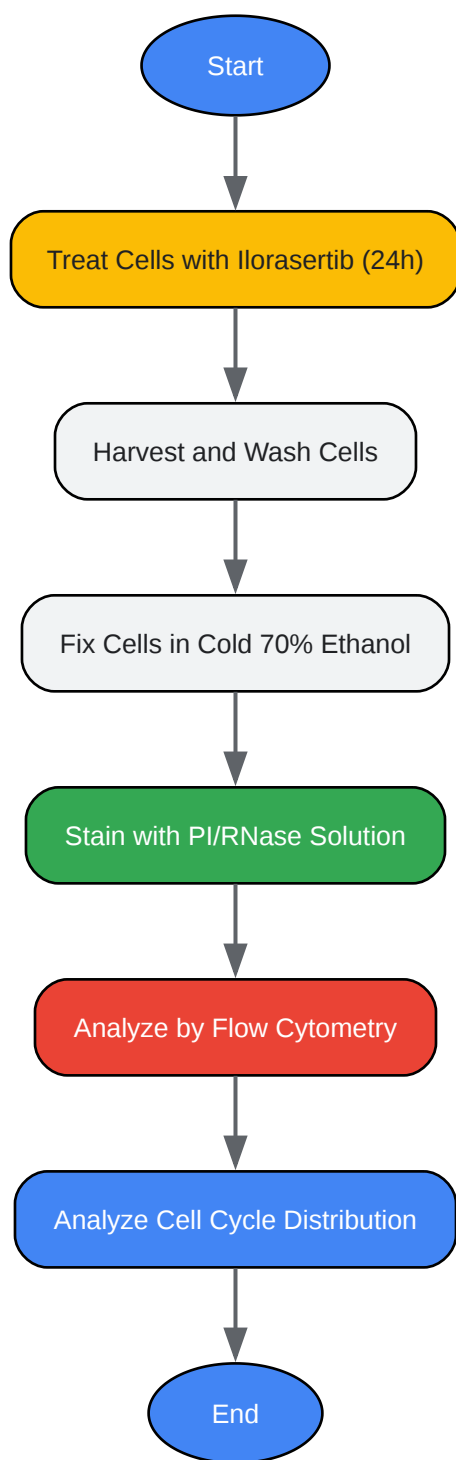 Start
Treat Cells with Ilorasertib (24h)
Harvest and Wash Cells
Fix Cells in Cold 70% Ethanol
Stain with PI/RNase Solution
Analyze by Flow Cytometry
Analyze Cell Cycle Distribution
End